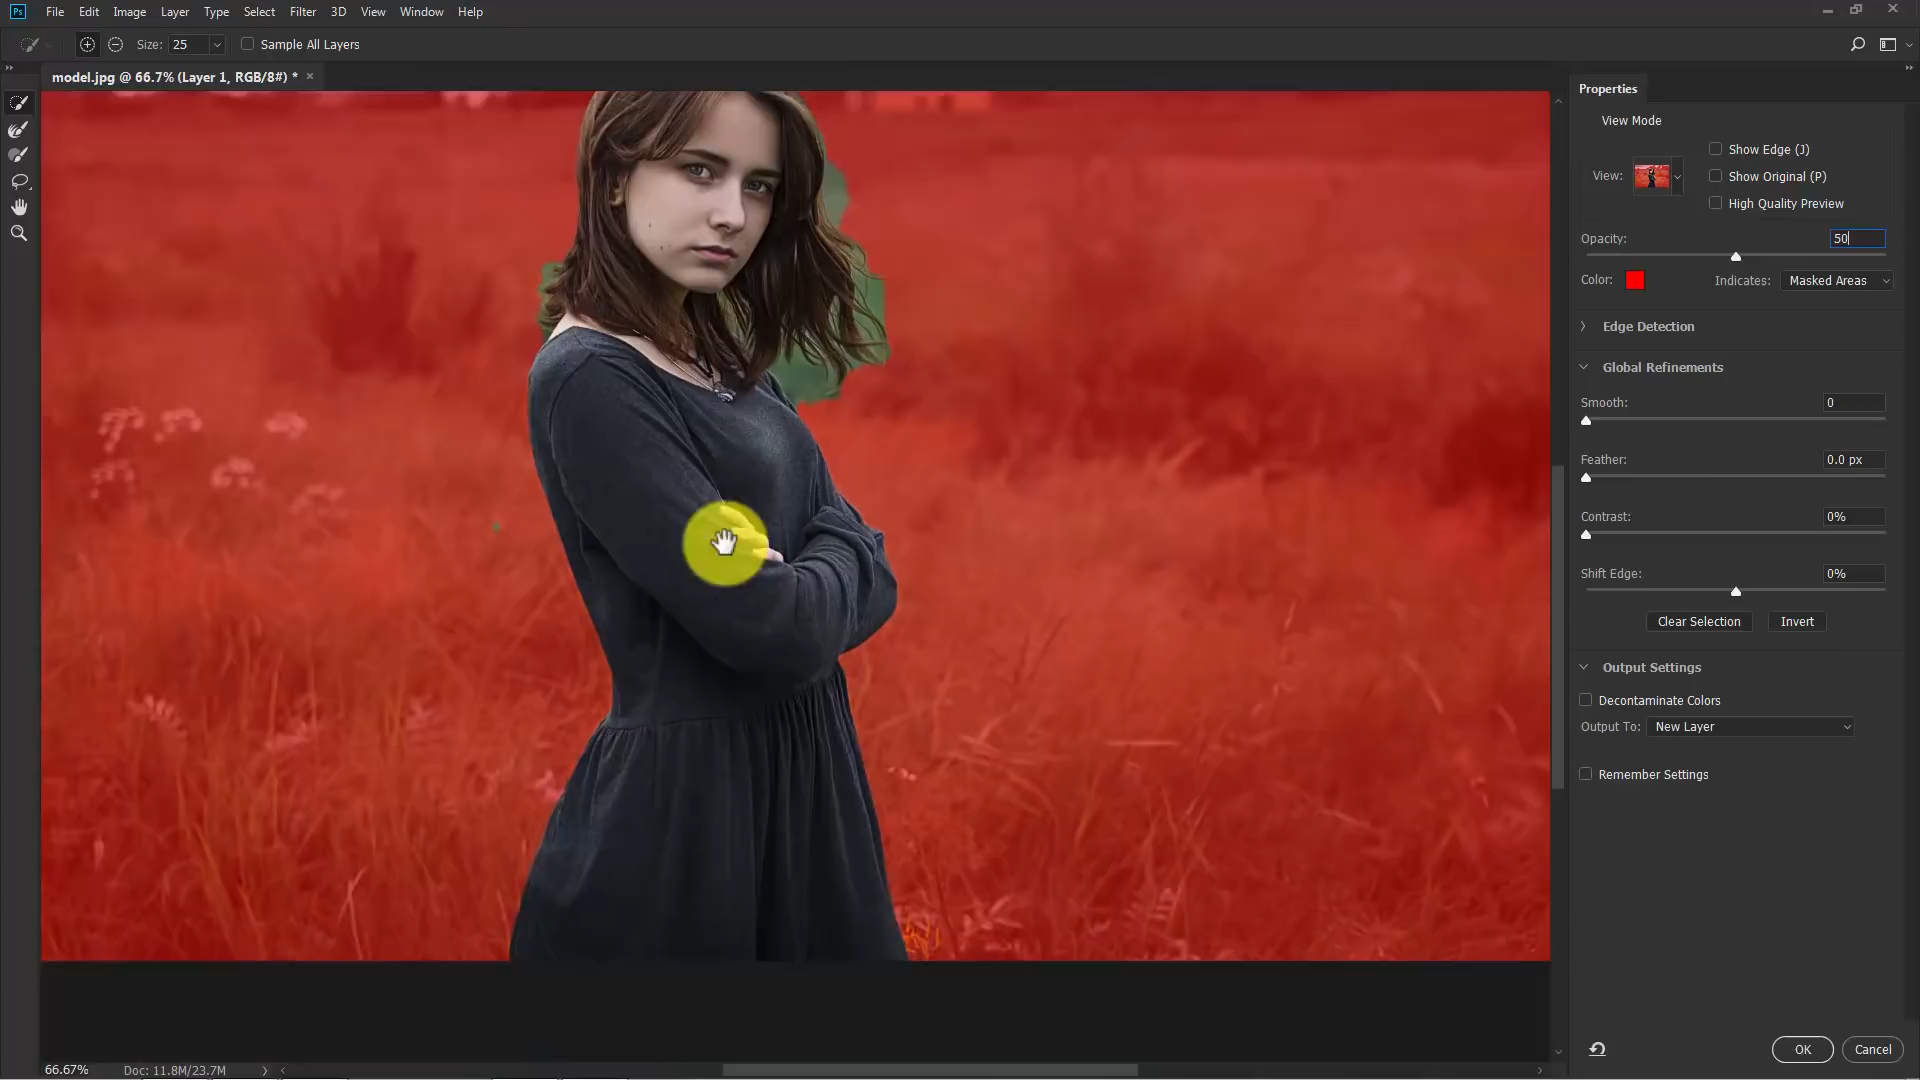 Ps File Edit Image Layer Type Select Filter 3D View Window Help
Size: 25 Sample All Layers
model.jpg @ 66.7% (Layer 1, RGB/8#) * ×
Properties
View Mode
Show Edge (J)
View: Show Original (P)
High Quality Preview
Opacity: 50
Color: Indicates: Masked Areas
Edge Detection
Global Refinements
Smooth: 0
Feather: 0.0 px
Contrast: 0%
Shift Edge: 0%
Clear Selection Invert
Output Settings
Decontaminate Colors
Output To: New Layer
Remember Settings
OK Cancel
66.67% Doc: 11.8M/23.7M